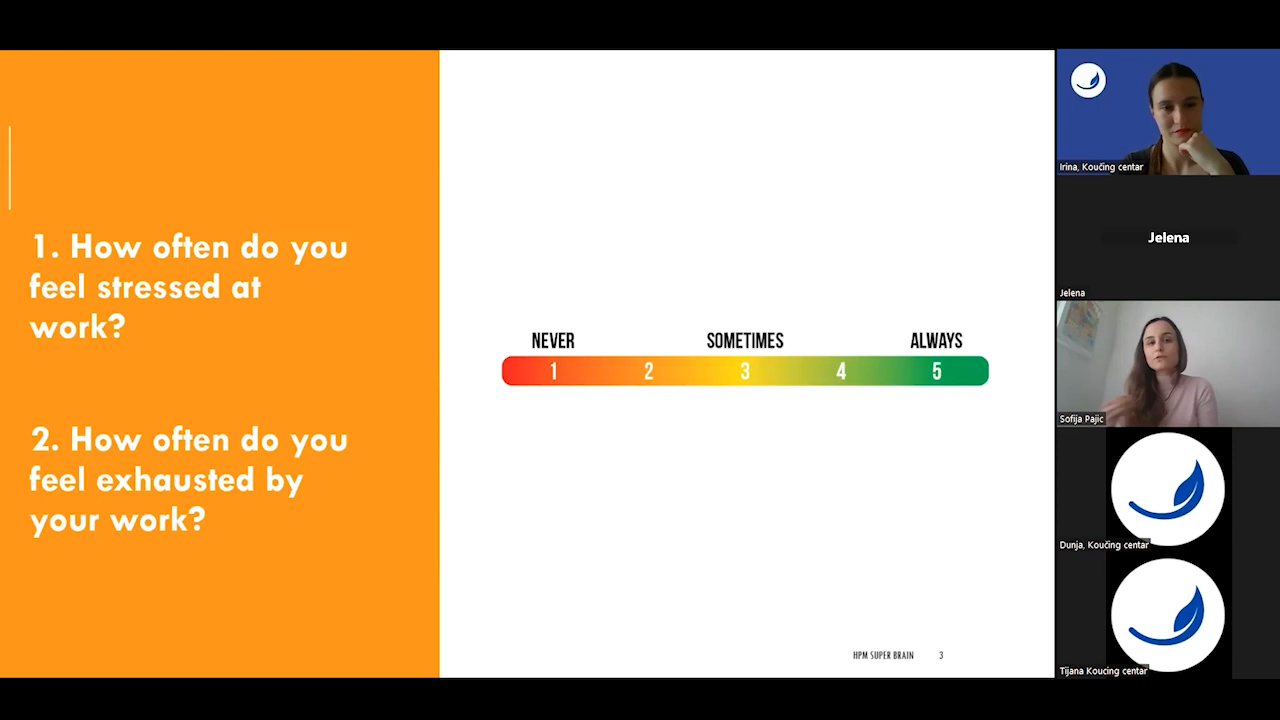 1. How often do you
feel stressed at
work?
2. How often do you
feel exhausted by
your work?
NEVER SOMETIMES ALWAYS
1 2 3 4 5
HPM SUPER BRAIN 3
Irina, Koučing centar
Jelena
Jelena
Sofija Pajic
Dunja, Koučing centar
Tijana Koucing centar